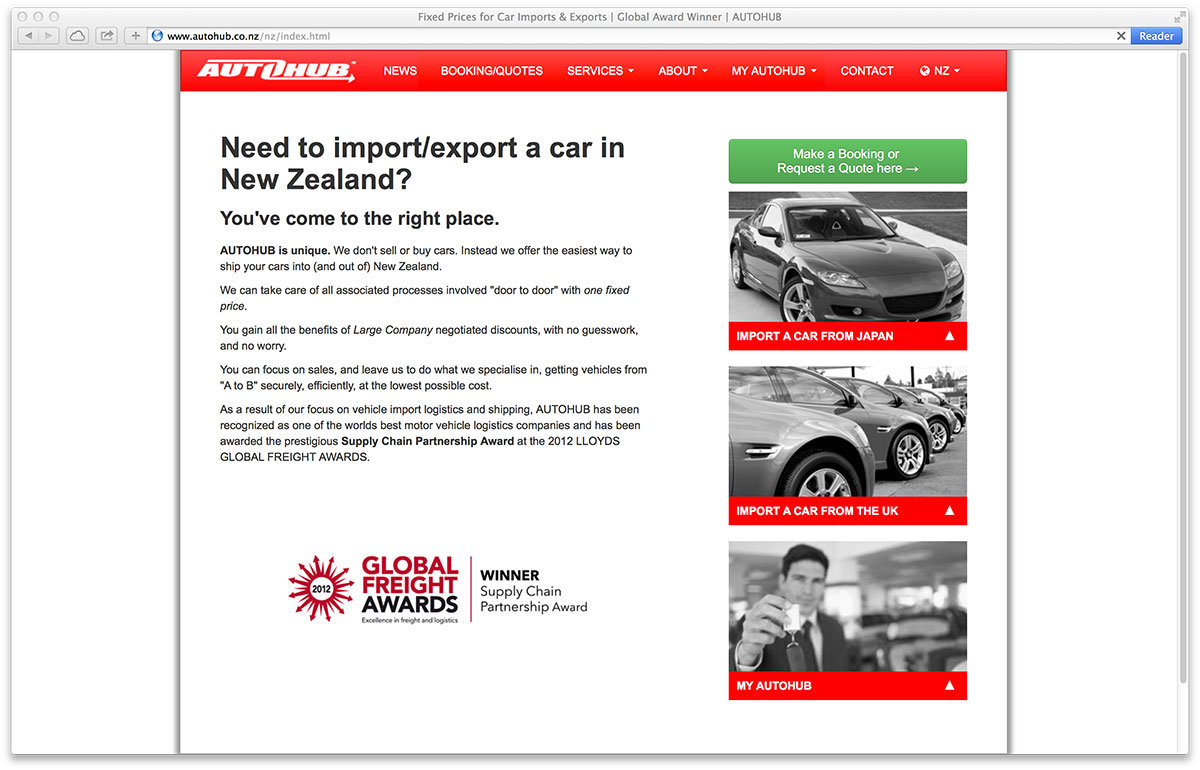 Fixed Prices for Car Imports & Exports | Global Award Winner | AUTOHUB
www.autohub.co.nz/nz/index.html
Reader
AUTOHUB™ NEWS BOOKING/QUOTES SERVICES ABOUT MY AUTOHUB CONTACT NZ
Need to import/export a car in
New Zealand?
You've come to the right place.
AUTOHUB is unique. We don't sell or buy cars. Instead we offer the easiest way to
ship your cars into (and out of) New Zealand.
We can take care of all associated processes involved "door to door" with one fixed
price.
You gain all the benefits of Large Company negotiated discounts, with no guesswork,
and no worry.
You can focus on sales, and leave us to do what we specialise in, getting vehicles from
"A to B" securely, efficiently, at the lowest possible cost.
As a result of our focus on vehicle import logistics and shipping, AUTOHUB has been
recognized as one of the worlds best motor vehicle logistics companies and has been
awarded the prestigious Supply Chain Partnership Award at the 2012 LLOYDS
GLOBAL FREIGHT AWARDS.
2012
GLOBAL
FREIGHT
AWARDS
Excellence in freight and logistics
WINNER
Supply Chain
Partnership Award
Make a Booking or
Request a Quote here →
IMPORT A CAR FROM JAPAN
IMPORT A CAR FROM THE UK
MY AUTOHUB